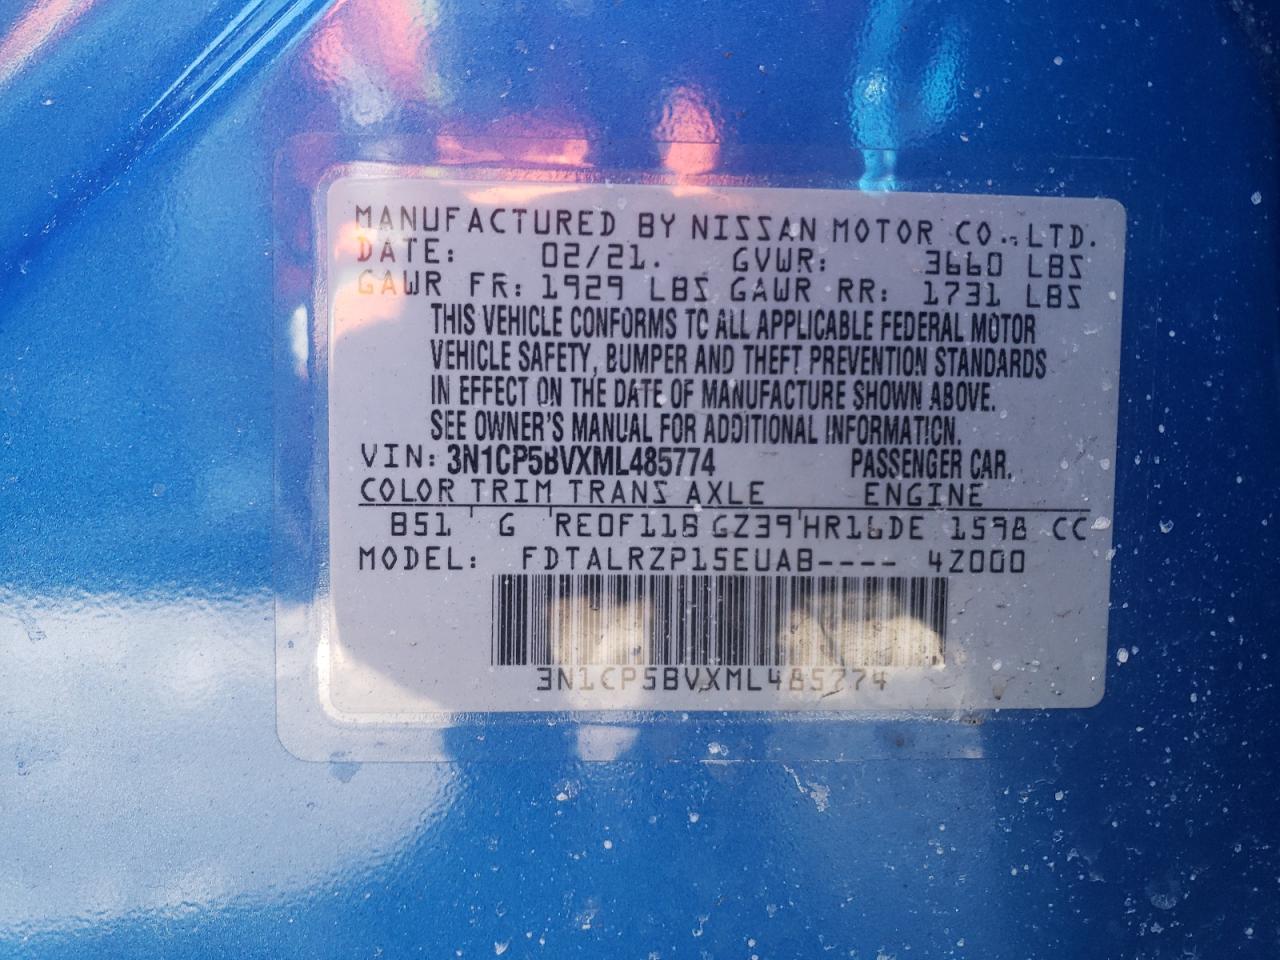 MANUFACTURED BY NISSAN MOTOR CO., LTD.
DATE: 02/21. GVWR: 3660 LBS
GAWR FR: 1929 LBS GAWR RR: 1731 LBS
THIS VEHICLE CONFORMS TO ALL APPLICABLE FEDERAL MOTOR
VEHICLE SAFETY, BUMPER AND THEFT PREVENTION STANDARDS
IN EFFECT ON THE DATE OF MANUFACTURE SHOWN ABOVE.
SEE OWNER'S MANUAL FOR ADDITIONAL INFORMATION.
VIN: 3N1CP5BVXML485774 PASSENGER CAR.
COLOR TRIM TRANS AXLE ENGINE
B51 G RE0F11B GZ39 HR16DE 1598 CC
MODEL: FDTALRZP15EUAB---- 4Z000
3N1CP5BVXML485774